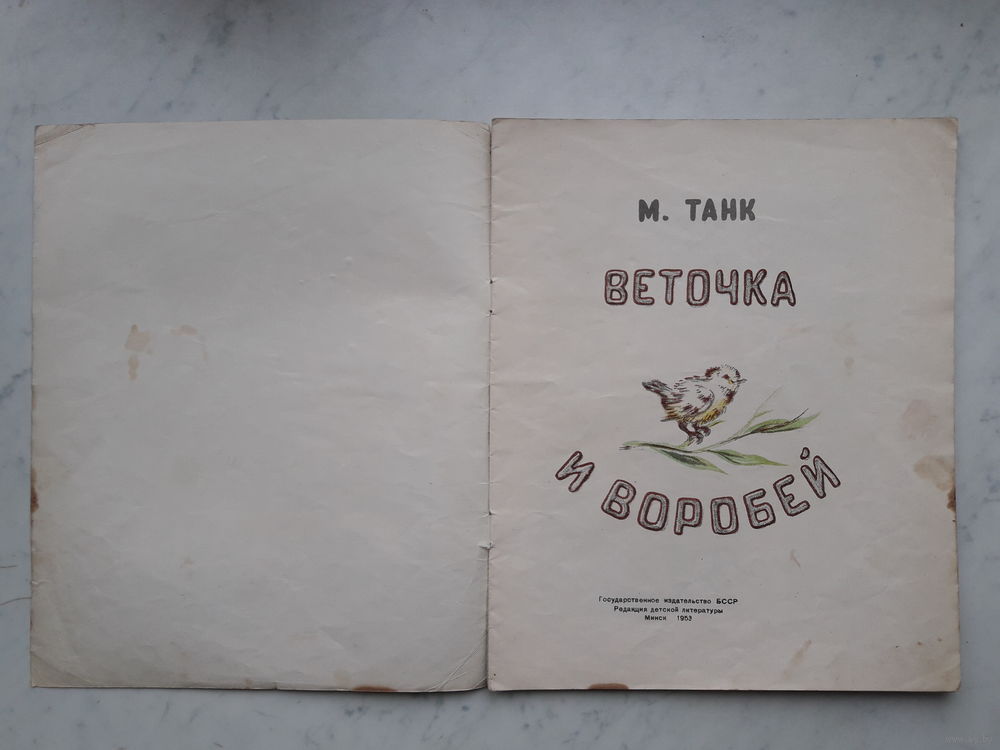 М. ТАНК
ВЕТОЧКА
И ВОРОБЕЙ
Государственное издательство БССР
Редакция детской литературы
Минск 1953